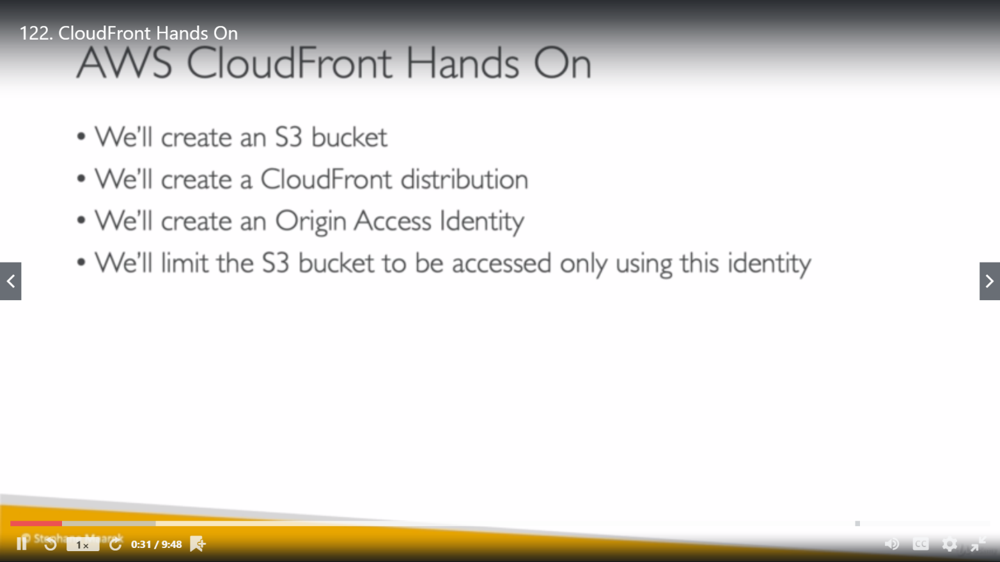 122. CloudFront Hands On
AWS CloudFront Hands On
• We'll create an S3 bucket
• We'll create a CloudFront distribution
• We'll create an Origin Access Identity
• We'll limit the S3 bucket to be accessed only using this identity
© Stephane Maarek
1×
0:31 / 9:48
CC